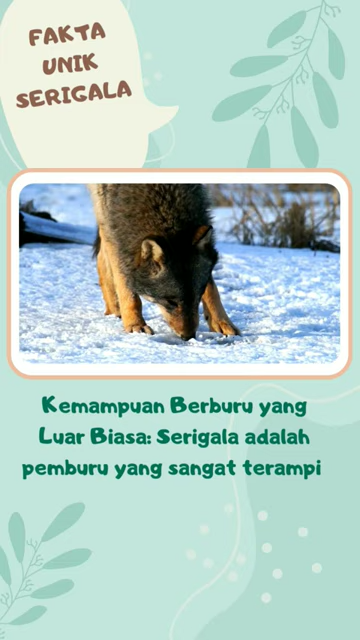 FAKTA
UNIK
SERIGALA
Kemampuan Berburu yang
Luar Biasa: Serigala adalah
pemburu yang sangat terampi